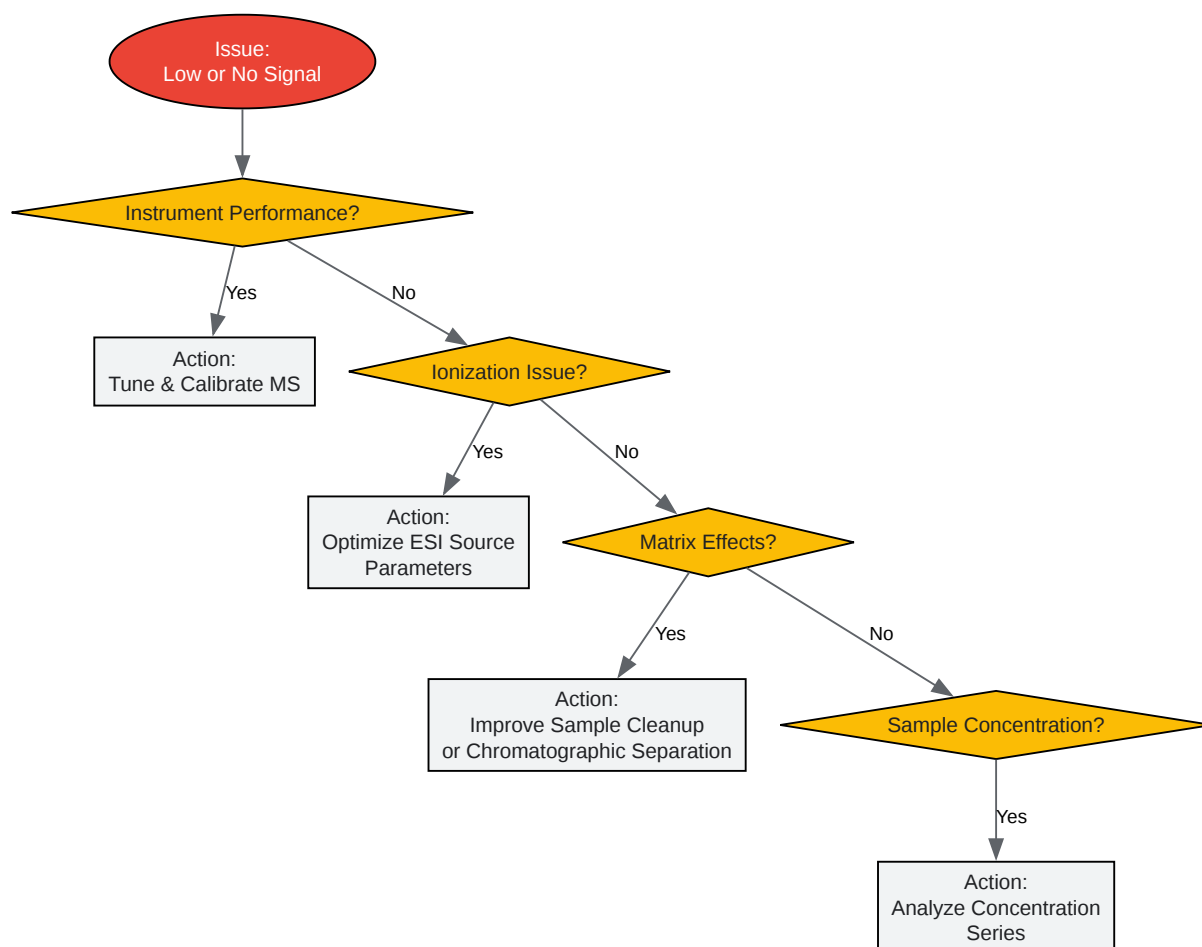 Issue:
Low or No Signal
Instrument Performance?
Yes
No
Action:
Tune & Calibrate MS
Ionization Issue?
Yes
No
Action:
Optimize ESI Source
Parameters
Matrix Effects?
Yes
No
Action:
Improve Sample Cleanup
or Chromatographic Separation
Sample Concentration?
Yes
Action:
Analyze Concentration
Series